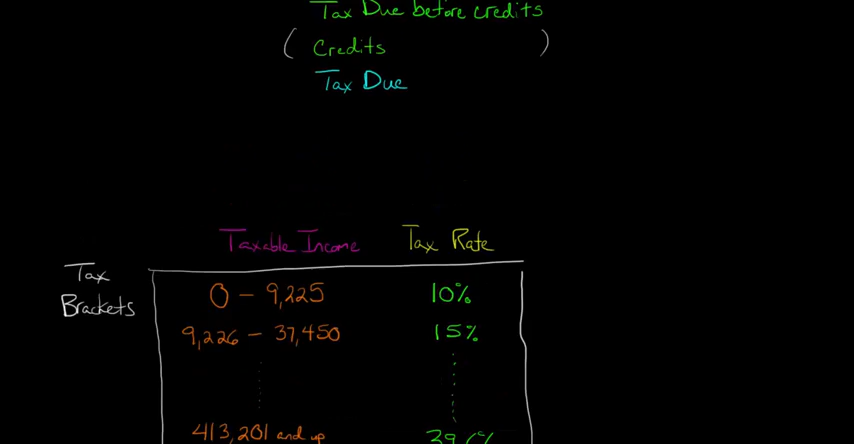 Tax Due before credits
( Credits )
Tax Due
Taxable Income Tax Rate
Tax
Brackets
0 - 9,225 10%
9,226 - 37,450 15%
413,201 and up